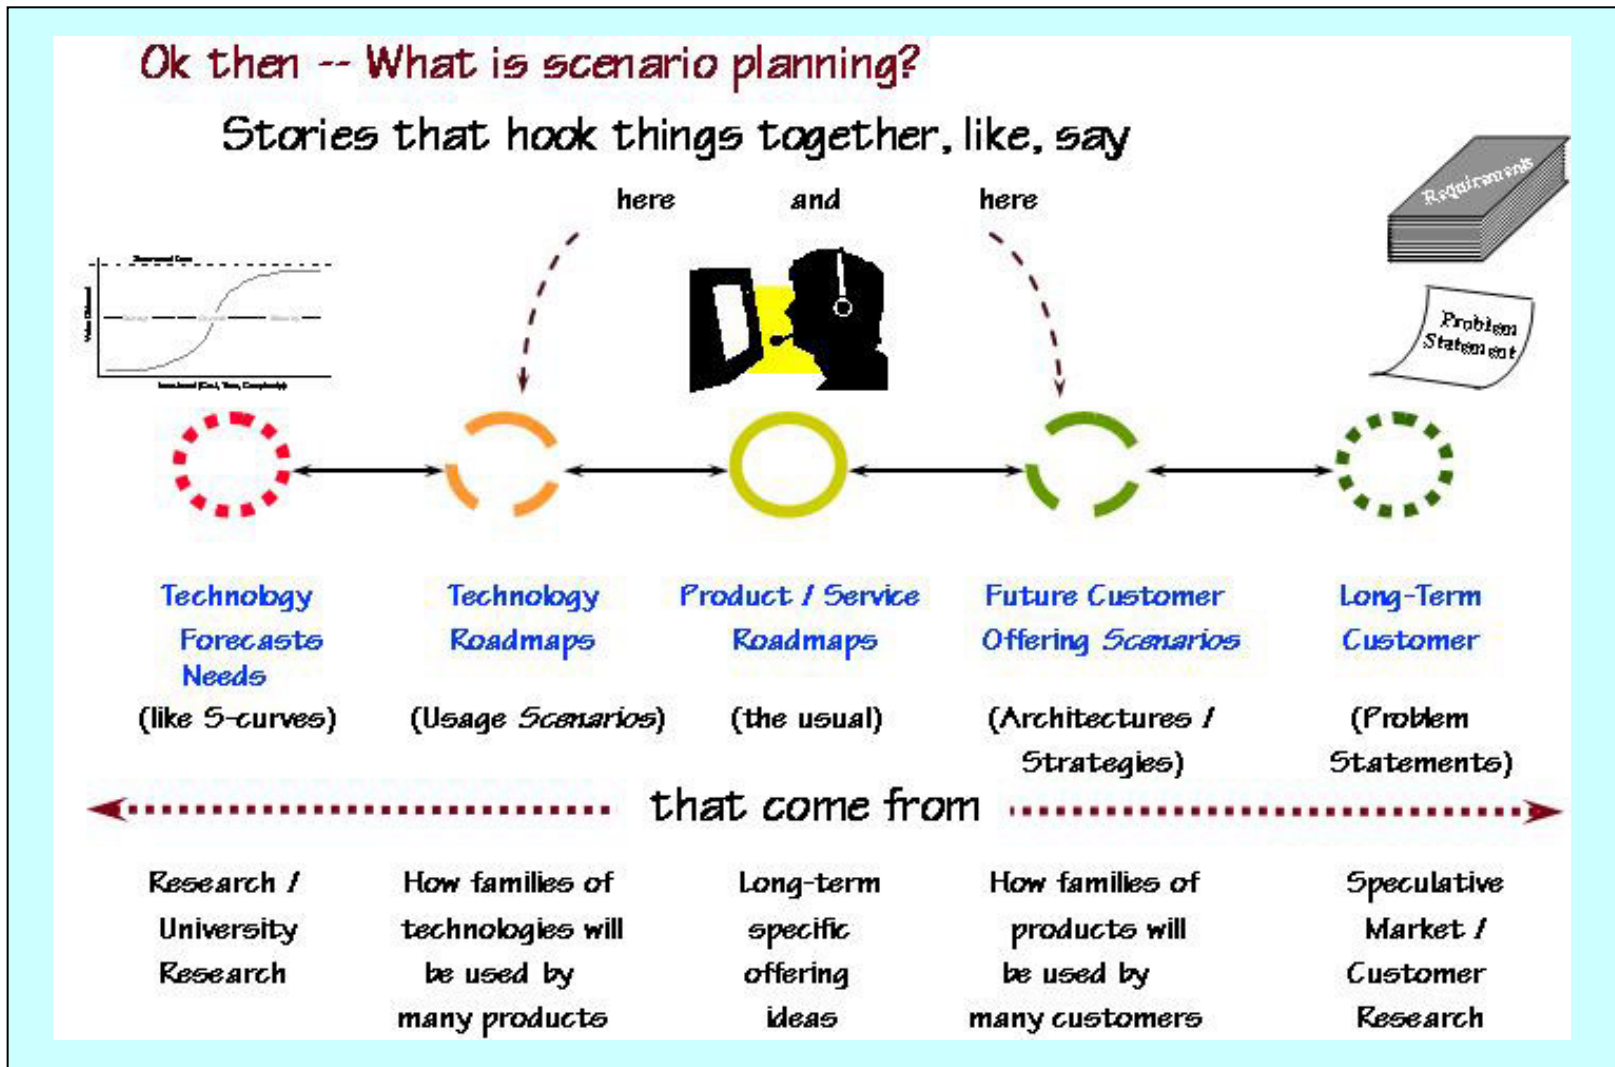 Ok then -- What is scenario planning?
Stories that hook things together, like, say
here and here
Requirements
Problem
Statement
Technology
Forecasts
Needs
(like S-curves)
Technology
Roadmaps
(Usage Scenarios)
Product / Service
Roadmaps
(the usual)
Future Customer
Offering Scenarios
(Architectures /
Strategies)
Long-Term
Customer
(Problem
Statements)
that come from
Research /
University
Research
How families of
technologies will
be used by
many products
Long-term
specific
offering
ideas
How families of
products will
be used by
many customers
Speculative
Market /
Customer
Research